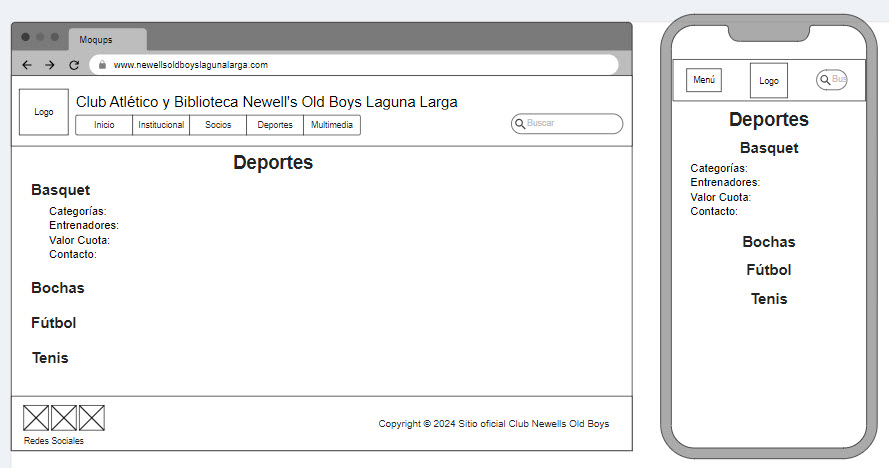 Moqups
www.newellsoldboyslagunalarga.com
Logo
Club Atlético y Biblioteca Newell's Old Boys Laguna Larga
Inicio Institucional Socios Deportes Multimedia
Buscar
Deportes
Basquet
Categorías:
Entrenadores:
Valor Cuota:
Contacto:
Bochas
Fútbol
Tenis
Redes Sociales
Copyright © 2024 Sitio oficial Club Newells Old Boys
Menú Logo Bus
Deportes
Basquet
Categorías:
Entrenadores:
Valor Cuota:
Contacto:
Bochas
Fútbol
Tenis